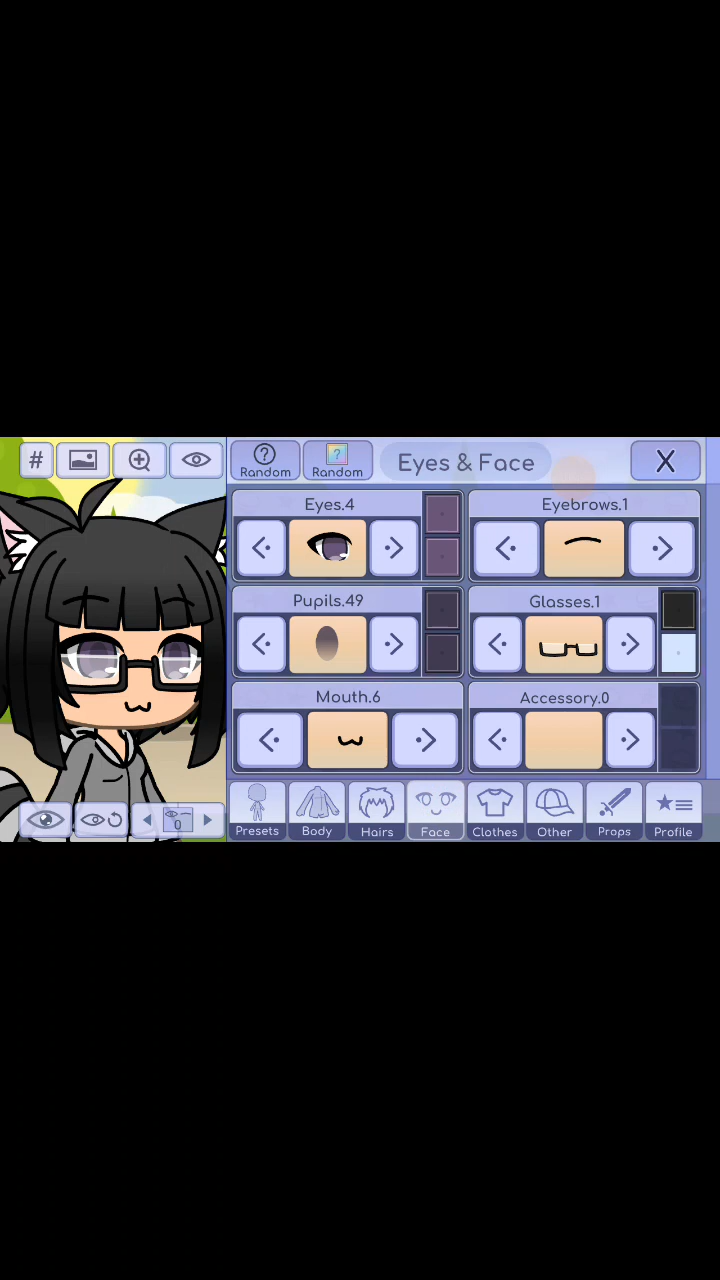 #
?
Random
?
Random
Eyes & Face
X
Eyes.4
Eyebrows.1
Pupils.49
Glasses.1
Mouth.6
Accessory.0
0
Presets
Body
Hairs
Face
Clothes
Other
Props
Profile